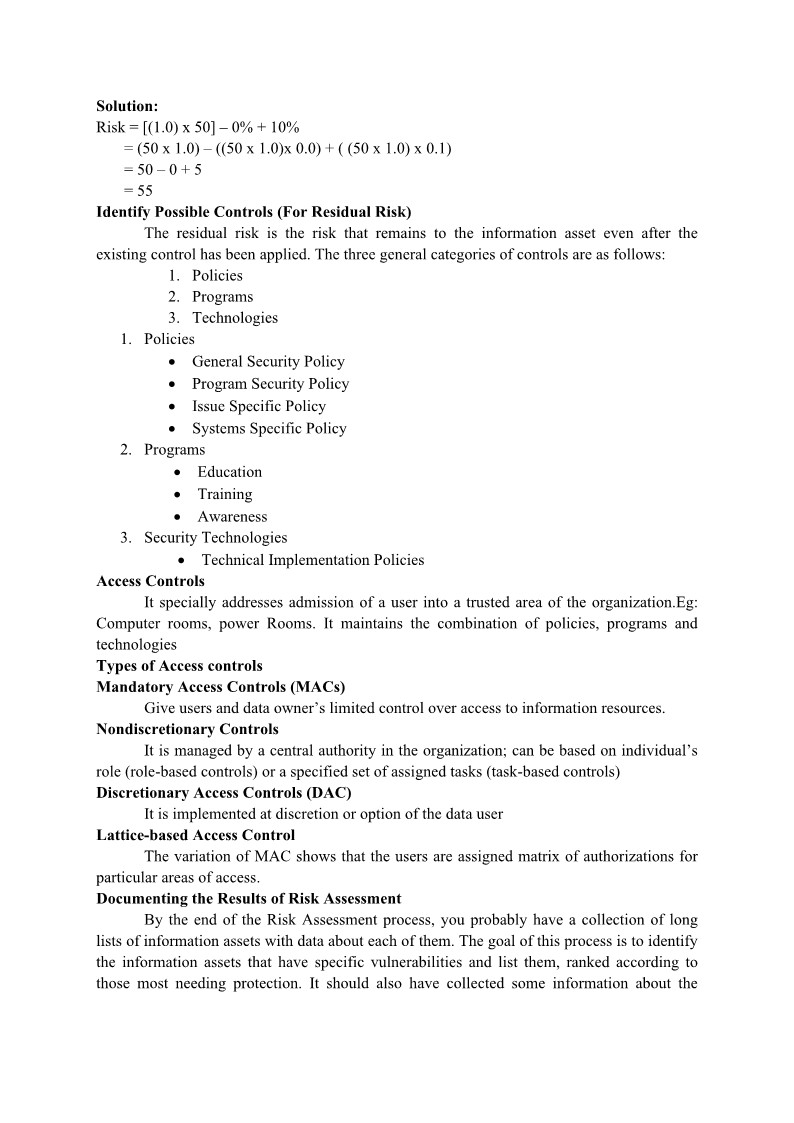 Solution:
Risk = [(1.0) x 50] – 0% + 10%
= (50 x 1.0) – ((50 x 1.0)x 0.0) + ( (50 x 1.0) x 0.1)
= 50 – 0 + 5
= 55
Identify Possible Controls (For Residual Risk)
The residual risk is the risk that remains to the information asset even after the
existing control has been applied. The three general categories of controls are as follows:
1. Policies
2. Programs
3. Technologies
1. Policies
• General Security Policy
• Program Security Policy
• Issue Specific Policy
• Systems Specific Policy
2. Programs
• Education
• Training
• Awareness
3. Security Technologies
• Technical Implementation Policies
Access Controls
It specially addresses admission of a user into a trusted area of the organization.Eg:
Computer rooms, power Rooms. It maintains the combination of policies, programs and
technologies
Types of Access controls
Mandatory Access Controls (MACs)
Give users and data owner’s limited control over access to information resources.
Nondiscretionary Controls
It is managed by a central authority in the organization; can be based on individual’s
role (role-based controls) or a specified set of assigned tasks (task-based controls)
Discretionary Access Controls (DAC)
It is implemented at discretion or option of the data user
Lattice-based Access Control
The variation of MAC shows that the users are assigned matrix of authorizations for
particular areas of access.
Documenting the Results of Risk Assessment
By the end of the Risk Assessment process, you probably have a collection of long
lists of information assets with data about each of them. The goal of this process is to identify
the information assets that have specific vulnerabilities and list them, ranked according to
those most needing protection. It should also have collected some information about the